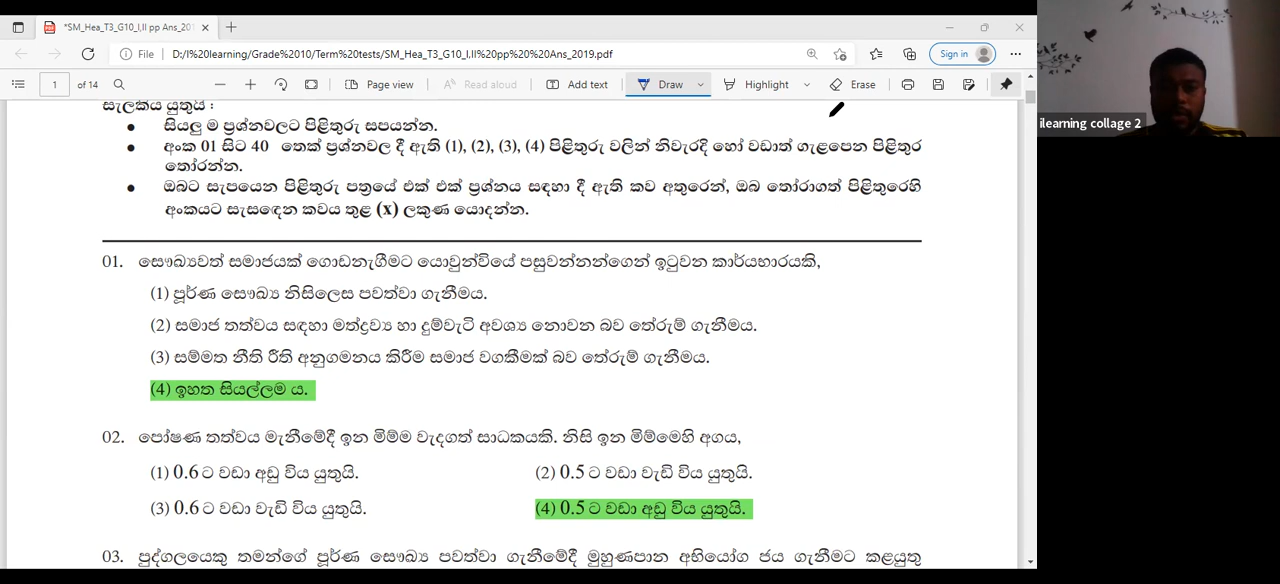 *SM_Hea_T3_G10_I,II pp Ans_201
File D:/I%20learning/Grade%2010/Term%20tests/SM_Hea_T3_G10_I,II%20pp%20%20Ans_2019.pdf Sign in
1 of 14 Page view Read aloud Add text Draw Highlight Erase
ilearning collage 2
සැලකිය යුතුයි :
● සියලු ම ප්‍රශ්නවලට පිළිතුරු සපයන්න.
● අංක 01 සිට 40 තෙක් ප්‍රශ්නවල දී ඇති (1), (2), (3), (4) පිළිතුරු වලින් නිවැරදි හෝ වඩාත් ගැළපෙන පිළිතුර
තෝරන්න.
● ඔබට සැපයෙන පිළිතුරු පත්‍රයේ එක් එක් ප්‍රශ්නය සඳහා දී ඇති කව අතුරෙන්, ඔබ තෝරාගත් පිළිතුරෙහි
අංකයට සැසඳෙන කවය තුළ (x) ලකුණ යොදන්න.
01. සෞඛ්‍යවත් සමාජයක් ගොඩනැගීමට යොවුන්වියේ පසුවන්නන්ගෙන් ඉටුවන කාර්යභාරයකි,
(1) පූර්ණ සෞඛ්‍ය නිසිලෙස පවත්වා ගැනීමය.
(2) සමාජ තත්වය සඳහා මත්ද්‍රව්‍ය හා දුම්වැටි අවශ්‍ය නොවන බව තේරුම් ගැනීමය.
(3) සම්මත නීති රීති අනුගමනය කිරීම සමාජ වගකීමක් බව තේරුම් ගැනීමය.
(4) ඉහත සියල්ලම ය.
02. පෝෂණ තත්වය මැනීමේදී ඉන මිම්ම වැදගත් සාධකයකි. නිසි ඉන මිම්මෙහි අගය,
(1) 0.6 ට වඩා අඩු විය යුතුයි. (2) 0.5 ට වඩා වැඩි විය යුතුයි.
(3) 0.6 ට වඩා වැඩි විය යුතුයි. (4) 0.5 ට වඩා අඩු විය යුතුයි.
03. පුද්ගලයෙකු තමන්ගේ පූර්ණ සෞඛ්‍ය පවත්වා ගැනීමේදී මුහුණපාන අභියෝග ජය ගැනීමට කළයුතු